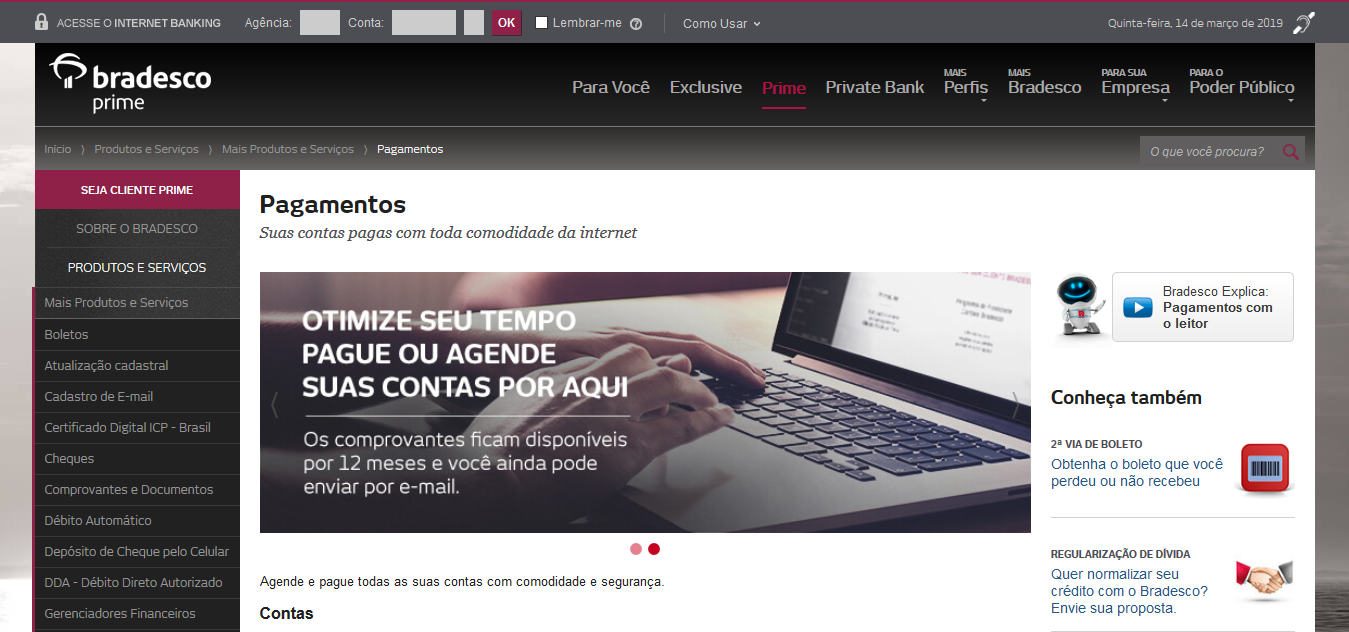 ACESSE O INTERNET BANKING Agência: Conta: OK Lembrar-me ? Como Usar Quinta-feira, 14 de março de 2019
bradesco
prime
Para Você Exclusive Prime Private Bank MAIS Perfis MAIS Bradesco PARA SUA Empresa PARA O Poder Público
Início Produtos e Serviços Mais Produtos e Serviços Pagamentos
O que você procura?
SEJA CLIENTE PRIME
SOBRE O BRADESCO
PRODUTOS E SERVIÇOS
Mais Produtos e Serviços
Boletos
Atualização cadastral
Cadastro de E-mail
Certificado Digital ICP - Brasil
Cheques
Comprovantes e Documentos
Débito Automático
Depósito de Cheque pelo Celular
DDA - Débito Direto Autorizado
Gerenciadores Financeiros
Pagamentos
Suas contas pagas com toda comodidade da internet
OTIMIZE SEU TEMPO
PAGUE OU AGENDE
SUAS CONTAS POR AQUI
Os comprovantes ficam disponíveis
por 12 meses e você ainda pode
enviar por e-mail.
Agende e pague todas as suas contas com comodidade e segurança.
Contas
Bradesco Explica:
Pagamentos com
o leitor
Conheça também
2ª VIA DE BOLETO
Obtenha o boleto que você
perdeu ou não recebeu
REGULARIZAÇÃO DE DÍVIDA
Quer normalizar seu
crédito com o Bradesco?
Envie sua proposta.